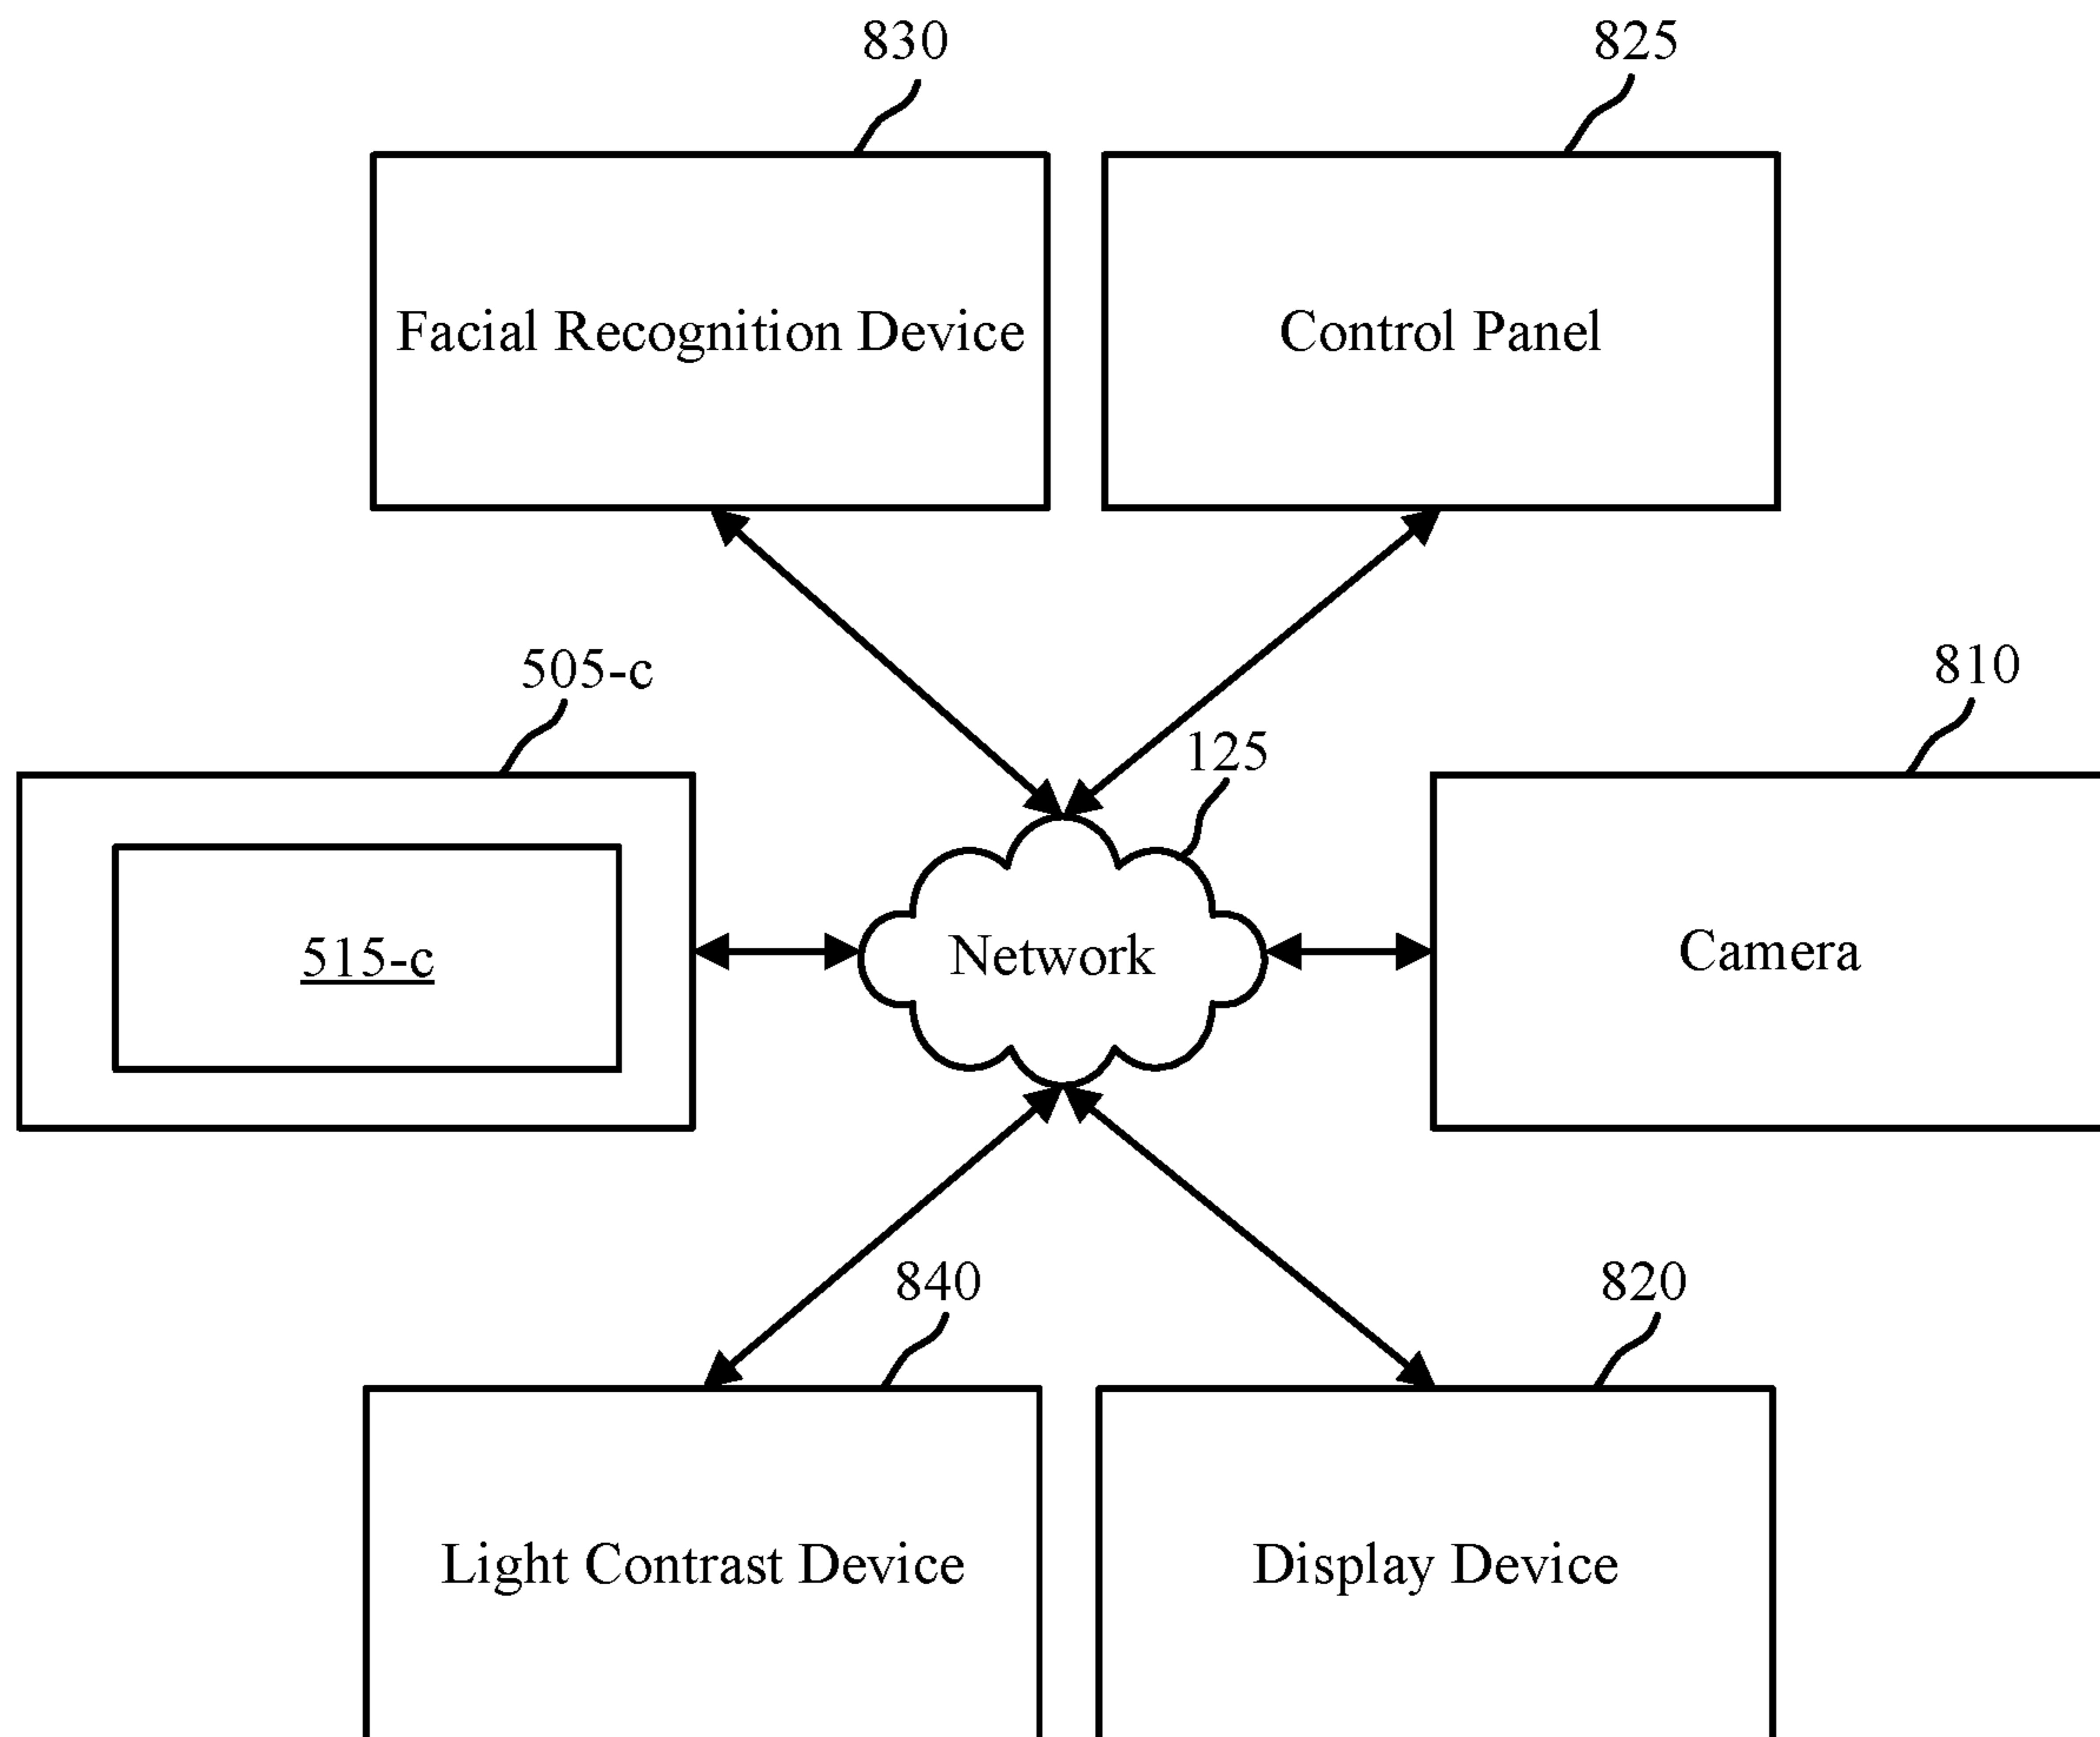 830
825
Facial Recognition Device
Control Panel
505-c
810
125
515-c
Network
Camera
840
820
Light Contrast Device
Display Device